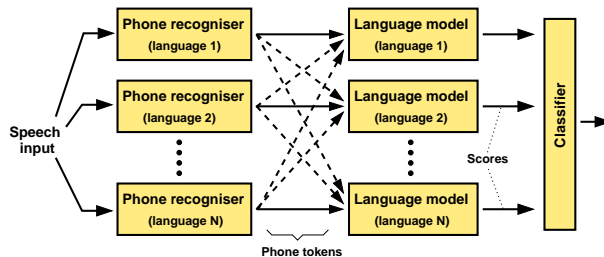 Phone recogniser
(language 1)
Language model
(language 1)
Phone recogniser
(language 2)
Language model
(language 2)
Speech
input
Scores
Classifier
Phone recogniser
(language N)
Language model
(language N)
Phone tokens